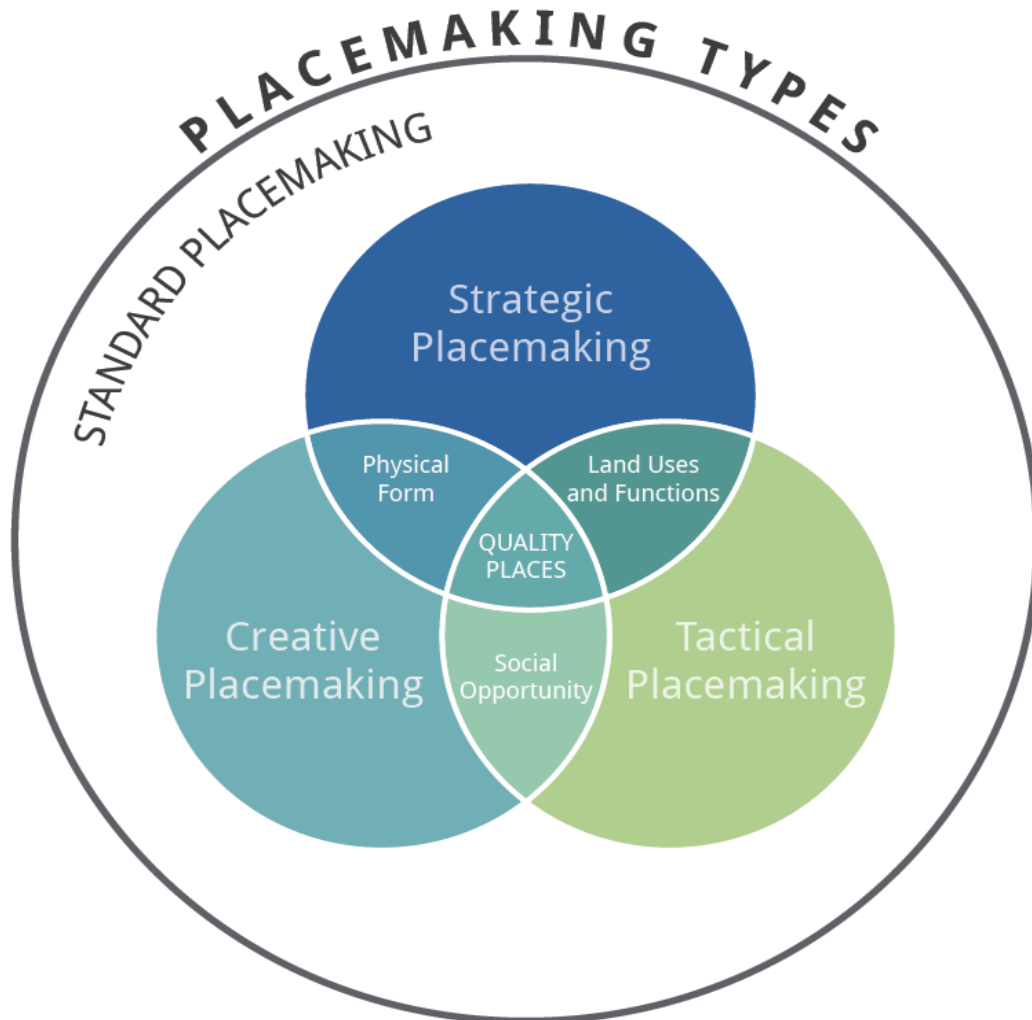 PLACEMAKING TYPES
STANDARD PLACEMAKING
Strategic
Placemaking
Physical
Form
Land Uses
and Functions
QUALITY
PLACES
Creative
Placemaking
Social
Opportunity
Tactical
Placemaking